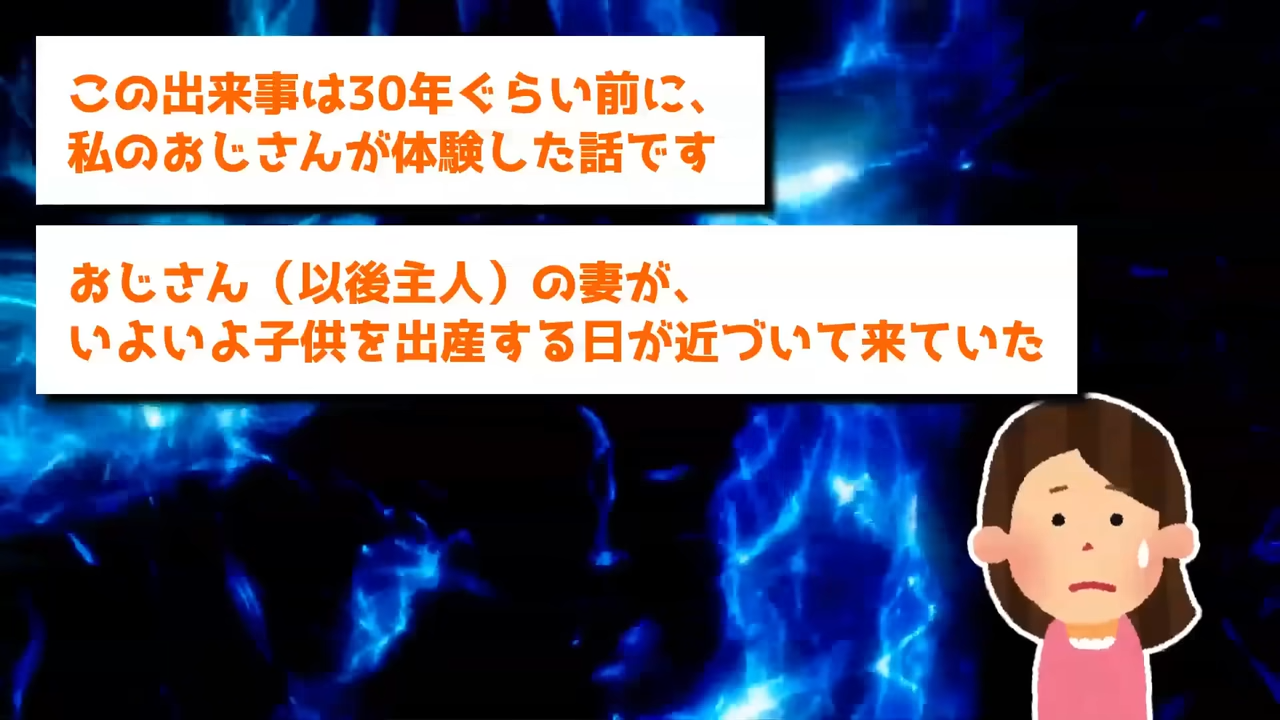 この出来事は30年ぐらい前に、
私のおじさんが体験した話です
おじさん（以後主人）の妻が、
いよいよ子供を出産する日が近づいて来ていた